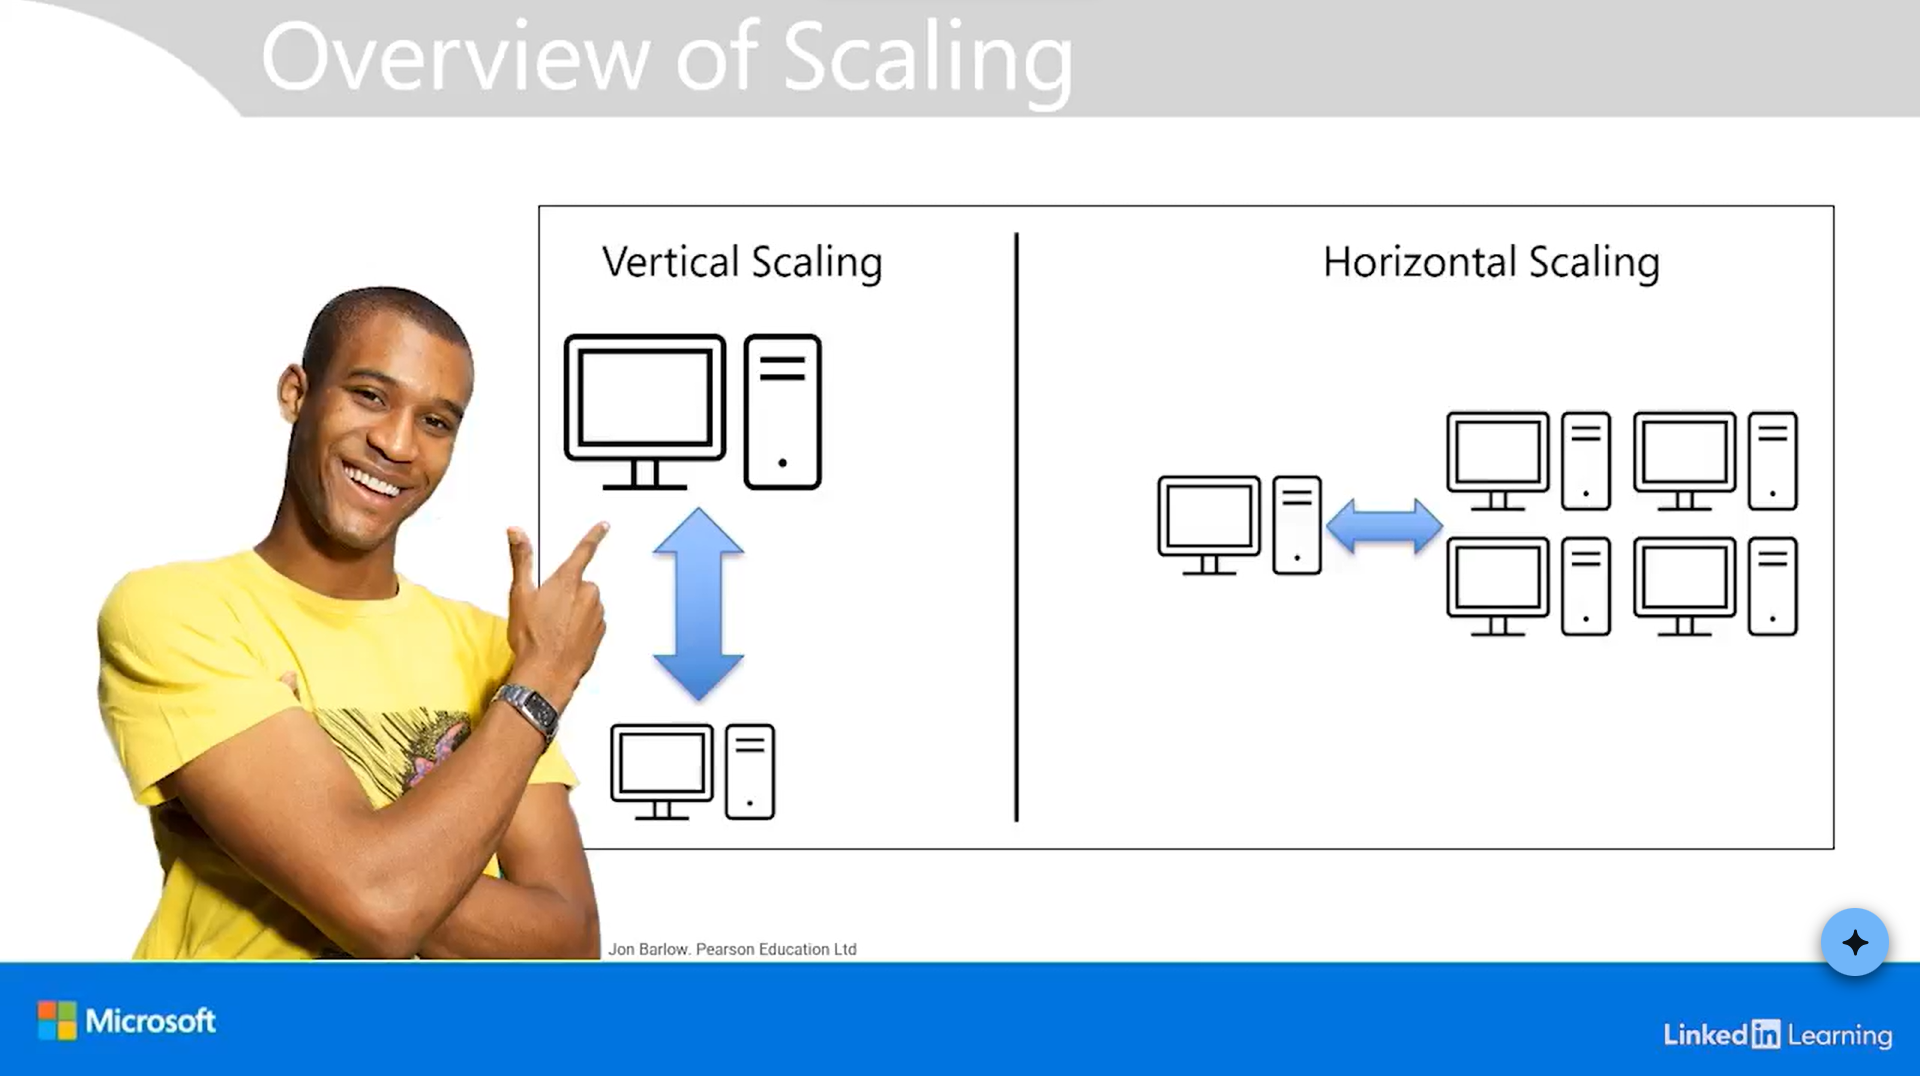 Overview of Scaling
Vertical Scaling
Horizontal Scaling
Jon Barlow. Pearson Education Ltd
Microsoft
Linked in Learning